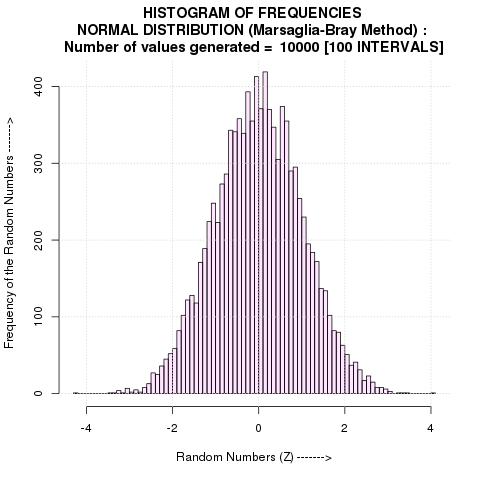 HISTOGRAM OF FREQUENCIES
NORMAL DISTRIBUTION (Marsaglia-Bray Method) :
Number of values generated = 10000 [100 INTERVALS]
Frequency of the Random Numbers ------->
400
300
200
100
0
-4 -2 0 2 4
Random Numbers (Z) ------->